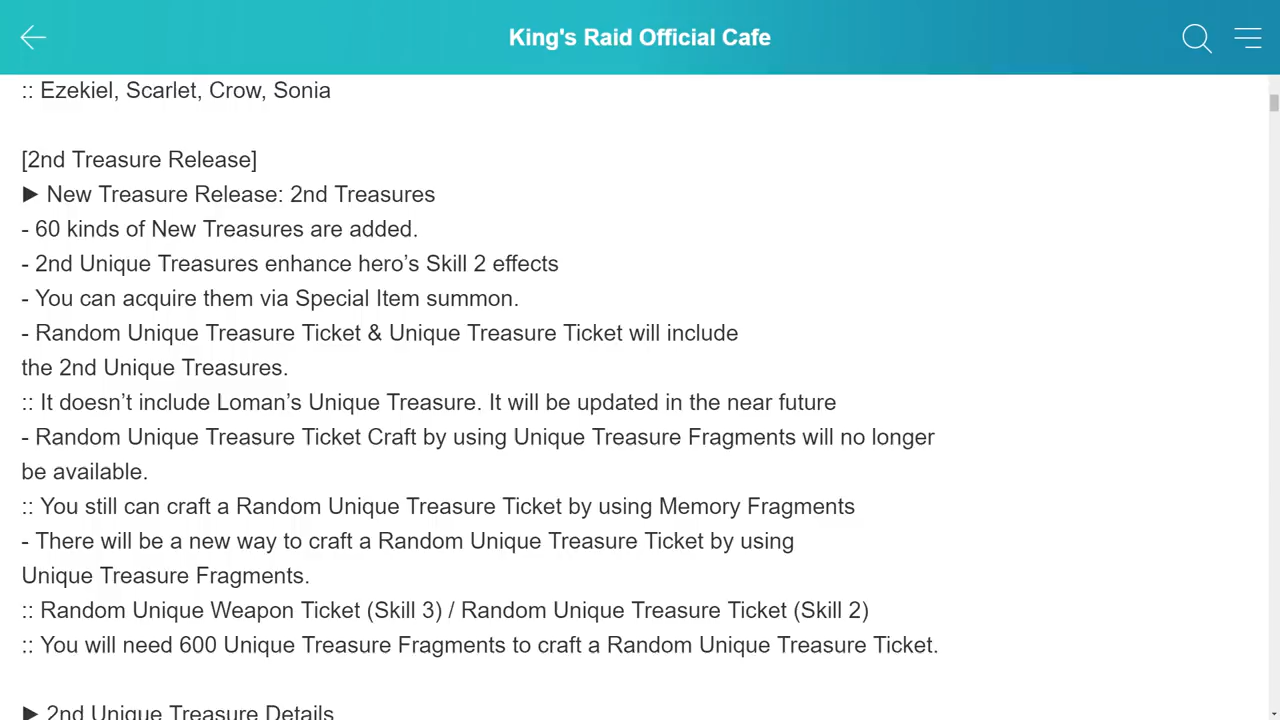 King's Raid Official Cafe
:: Ezekiel, Scarlet, Crow, Sonia
[2nd Treasure Release]
► New Treasure Release: 2nd Treasures
- 60 kinds of New Treasures are added.
- 2nd Unique Treasures enhance hero’s Skill 2 effects
- You can acquire them via Special Item summon.
- Random Unique Treasure Ticket & Unique Treasure Ticket will include
the 2nd Unique Treasures.
:: It doesn’t include Loman’s Unique Treasure. It will be updated in the near future
- Random Unique Treasure Ticket Craft by using Unique Treasure Fragments will no longer
be available.
:: You still can craft a Random Unique Treasure Ticket by using Memory Fragments
- There will be a new way to craft a Random Unique Treasure Ticket by using
Unique Treasure Fragments.
:: Random Unique Weapon Ticket (Skill 3) / Random Unique Treasure Ticket (Skill 2)
:: You will need 600 Unique Treasure Fragments to craft a Random Unique Treasure Ticket.
► 2nd Unique Treasure Details